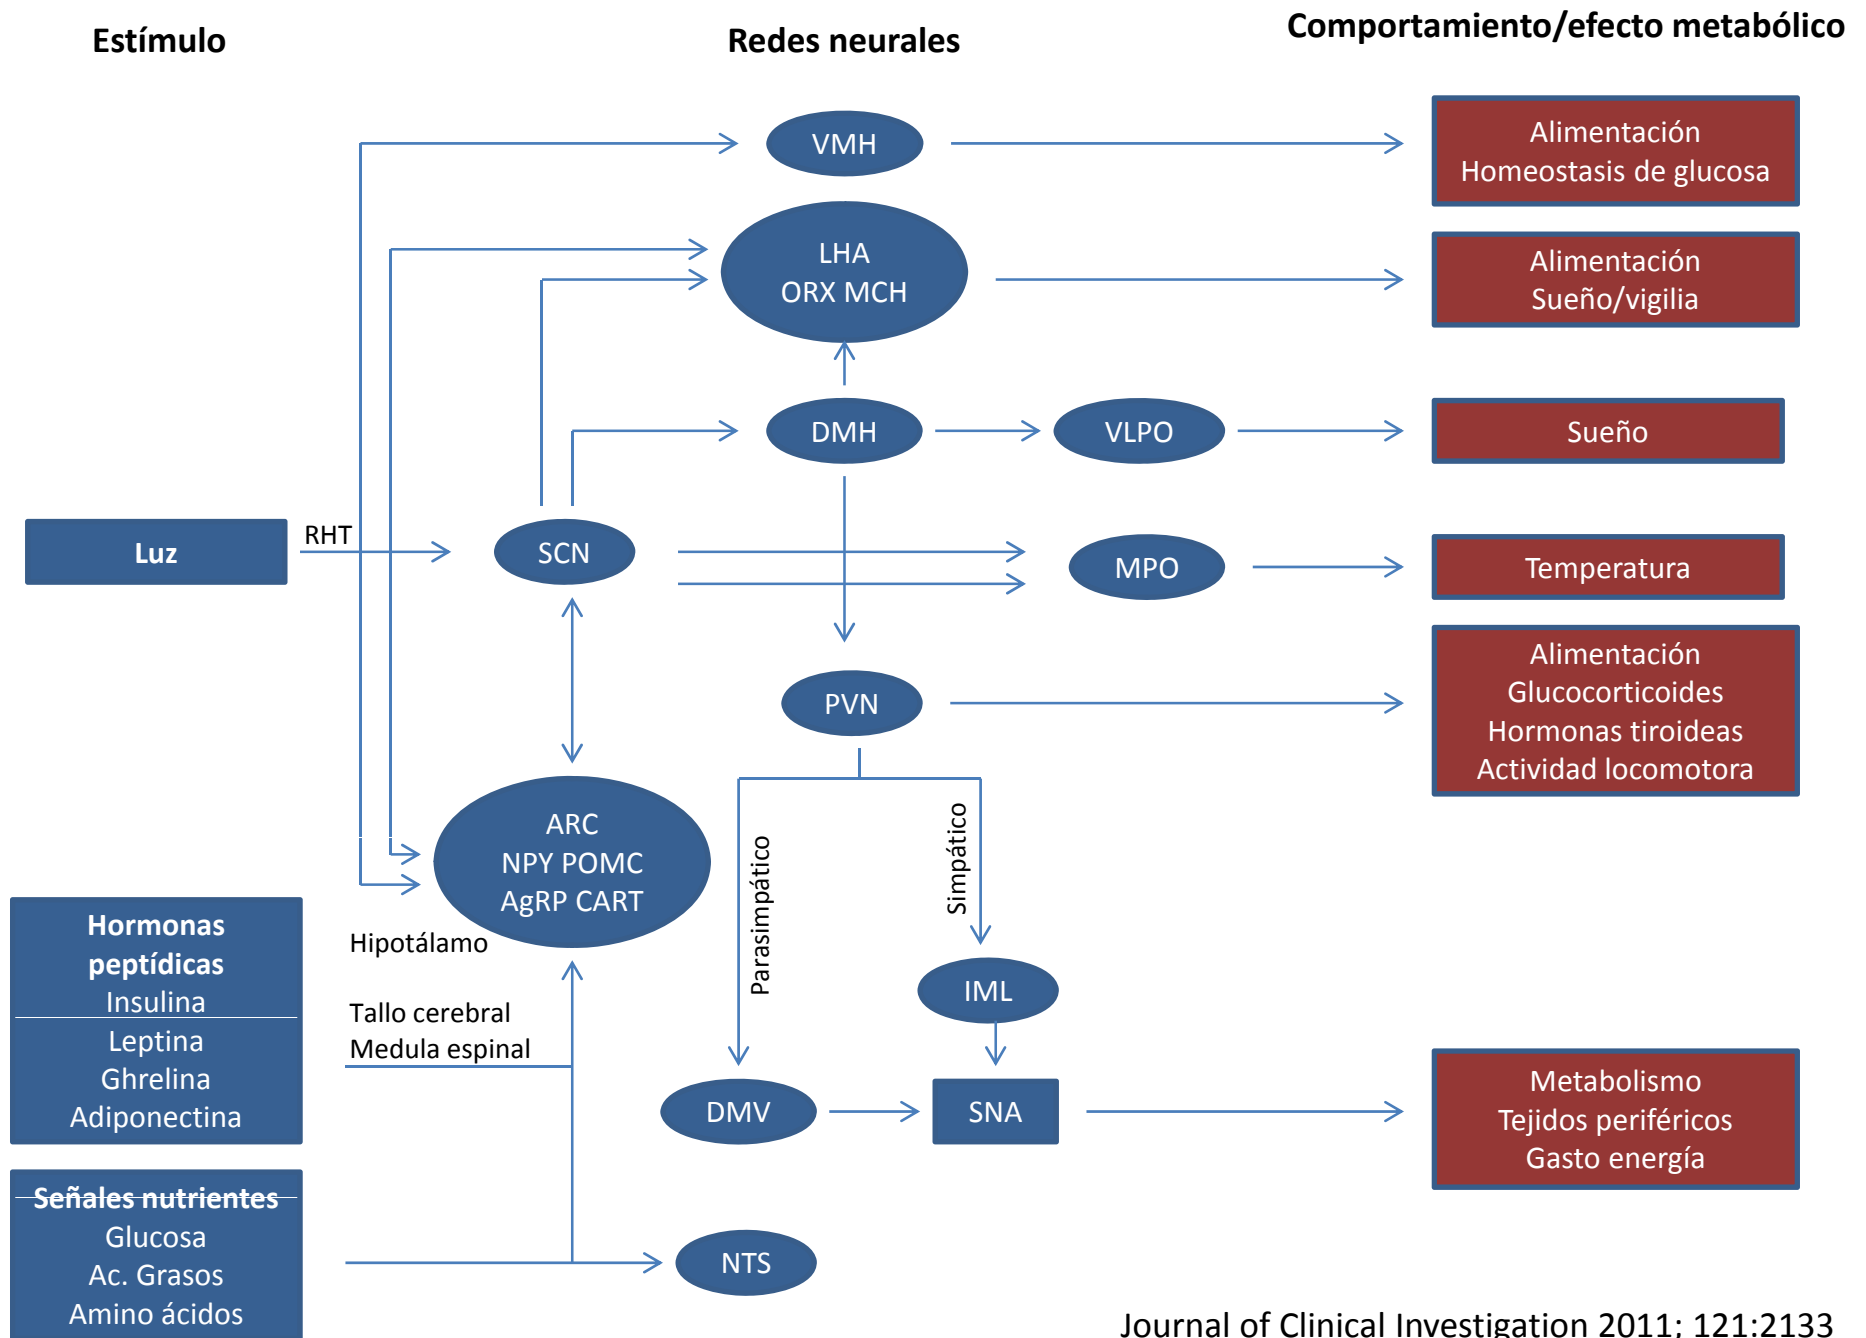 Estímulo
Redes neurales
Comportamiento/efecto metabólico
VMH
Alimentación
Homeostasis de glucosa
LHA
ORX MCH
Alimentación
Sueño/vigilia
DMH
VLPO
Sueño
Luz
RHT
SCN
MPO
Temperatura
PVN
Alimentación
Glucocorticoides
Hormonas tiroideas
Actividad locomotora
ARC
NPY POMC
AgRP CART
Parasimpático
Simpático
Hormonas
peptídicas
Insulina
Leptina
Ghrelina
Adiponectina
Hipotálamo
Tallo cerebral
Medula espinal
IML
DMV
SNA
Metabolismo
Tejidos periféricos
Gasto energía
Señales nutrientes
Glucosa
Ac. Grasos
Amino ácidos
NTS
Journal of Clinical Investigation 2011; 121:2133